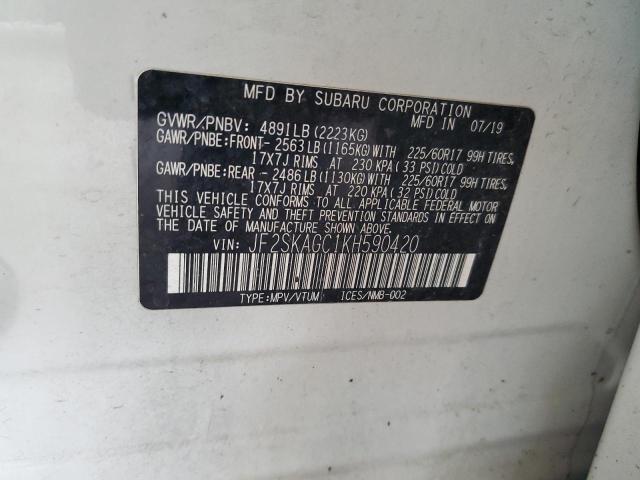 MFD BY SUBARU CORPORATION
MFD IN 07/19
GVWR/PNBV: 4891LB(2223KG)
GAWR/PNBE:FRONT-2563LB(1165KG)WITH 225/60R17 99H TIRES,
17X7J RIMS AT 230 KPA(33 PSI)COLD
GAWR/PNBE:REAR -2486LB(1130KG)WITH 225/60R17 99H TIRES,
17X7J RIMS AT 220 KPA(32 PSI)COLD
THIS VEHICLE CONFORMS TO ALL APPLICABLE FEDERAL MOTOR
VEHICLE SAFETY AND THEFT PREVENTION STANDARDS IN EFFECT ON
THE DATE OF MANUFACTURE SHOWN ABOVE.
VIN: JF2SKAGC1KH590420
TYPE:MPV/VTUM ICES/NMB-002